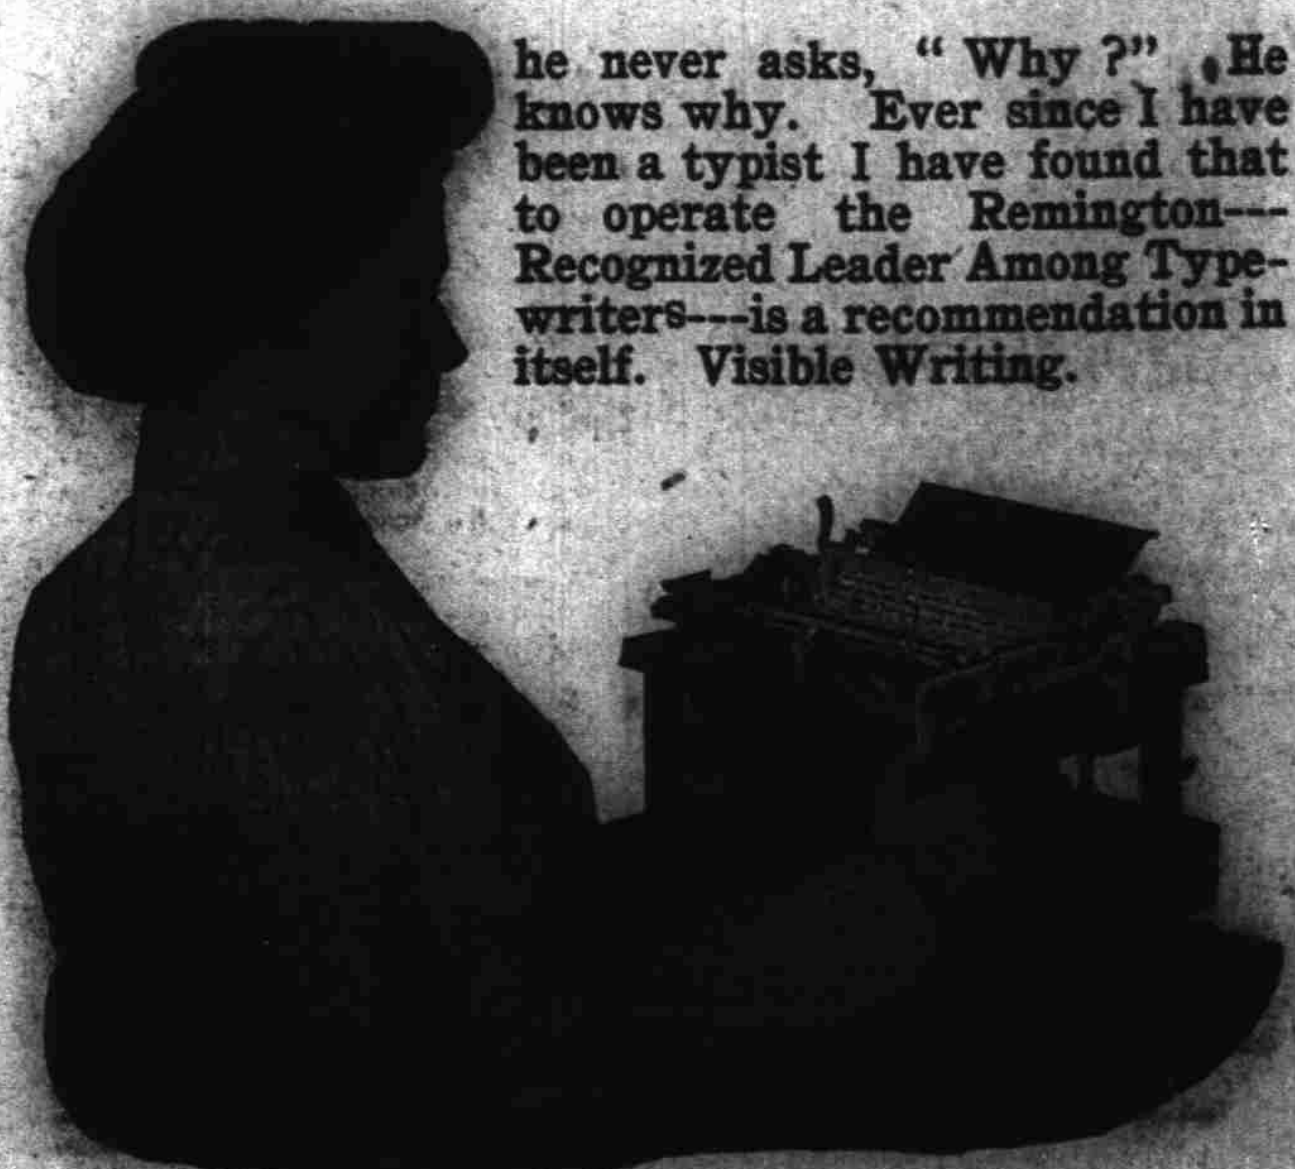 he never asks, “Why ?” He
knows why. Ever since I have
been a typist I have found that
to operate the Remington---
Recognized Leader Among Type-
writers---is a recommendation in
itself. Visible Writing.